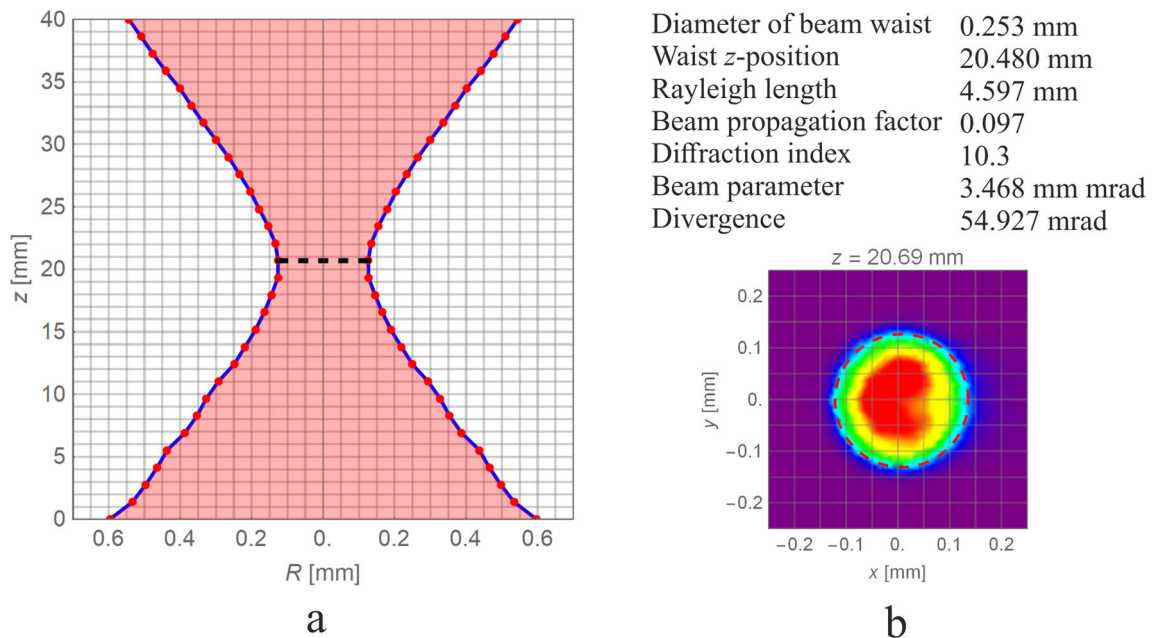 40
35
30
25
20
15
10
5
0
z [mm]
0.6 0.4 0.2 0. 0.2 0.4 0.6
R [mm]
a
Diameter of beam waist 0.253 mm
Waist z-position 20.480 mm
Rayleigh length 4.597 mm
Beam propagation factor 0.097
Diffraction index 10.3
Beam parameter 3.468 mm mrad
Divergence 54.927 mrad
z = 20.69 mm
0.2
0.1
0.
−0.1
−0.2
y [mm]
−0.2 −0.1 0. 0.1 0.2
x [mm]
b